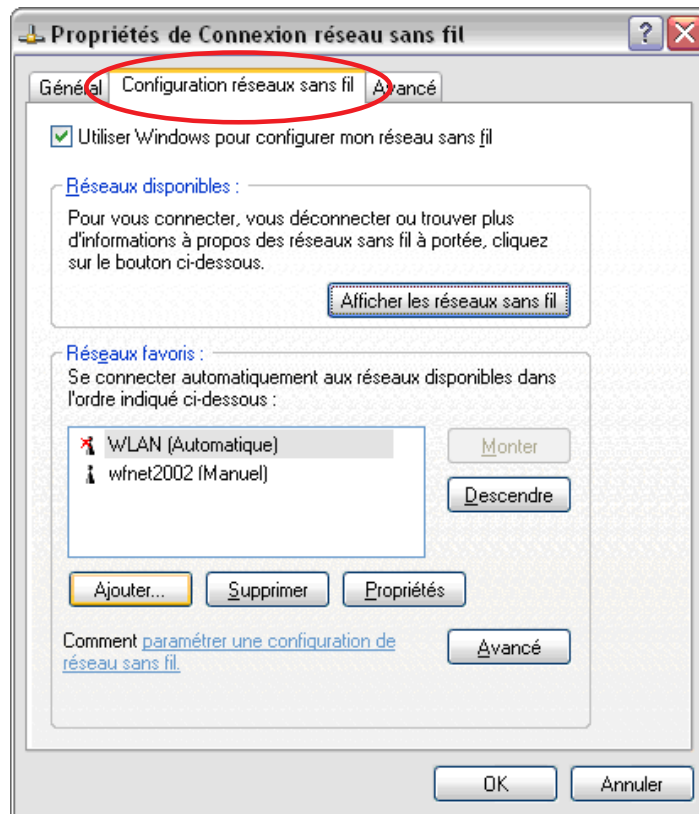 Propriétés de Connexion réseau sans fil
Général Configuration réseaux sans fil Avancé
Utiliser Windows pour configurer mon réseau sans fil
Réseaux disponibles :
Pour vous connecter, vous déconnecter ou trouver plus
d'informations à propos des réseaux sans fil à portée, cliquez
sur le bouton ci-dessous.
Afficher les réseaux sans fil
Réseaux favoris :
Se connecter automatiquement aux réseaux disponibles dans
l'ordre indiqué ci-dessous :
WLAN (Automatique)
Monter
wfnet2002 (Manuel)
Descendre
Ajouter... Supprimer Propriétés
Comment paramétrer une configuration de
réseau sans fil.
Avancé
OK Annuler